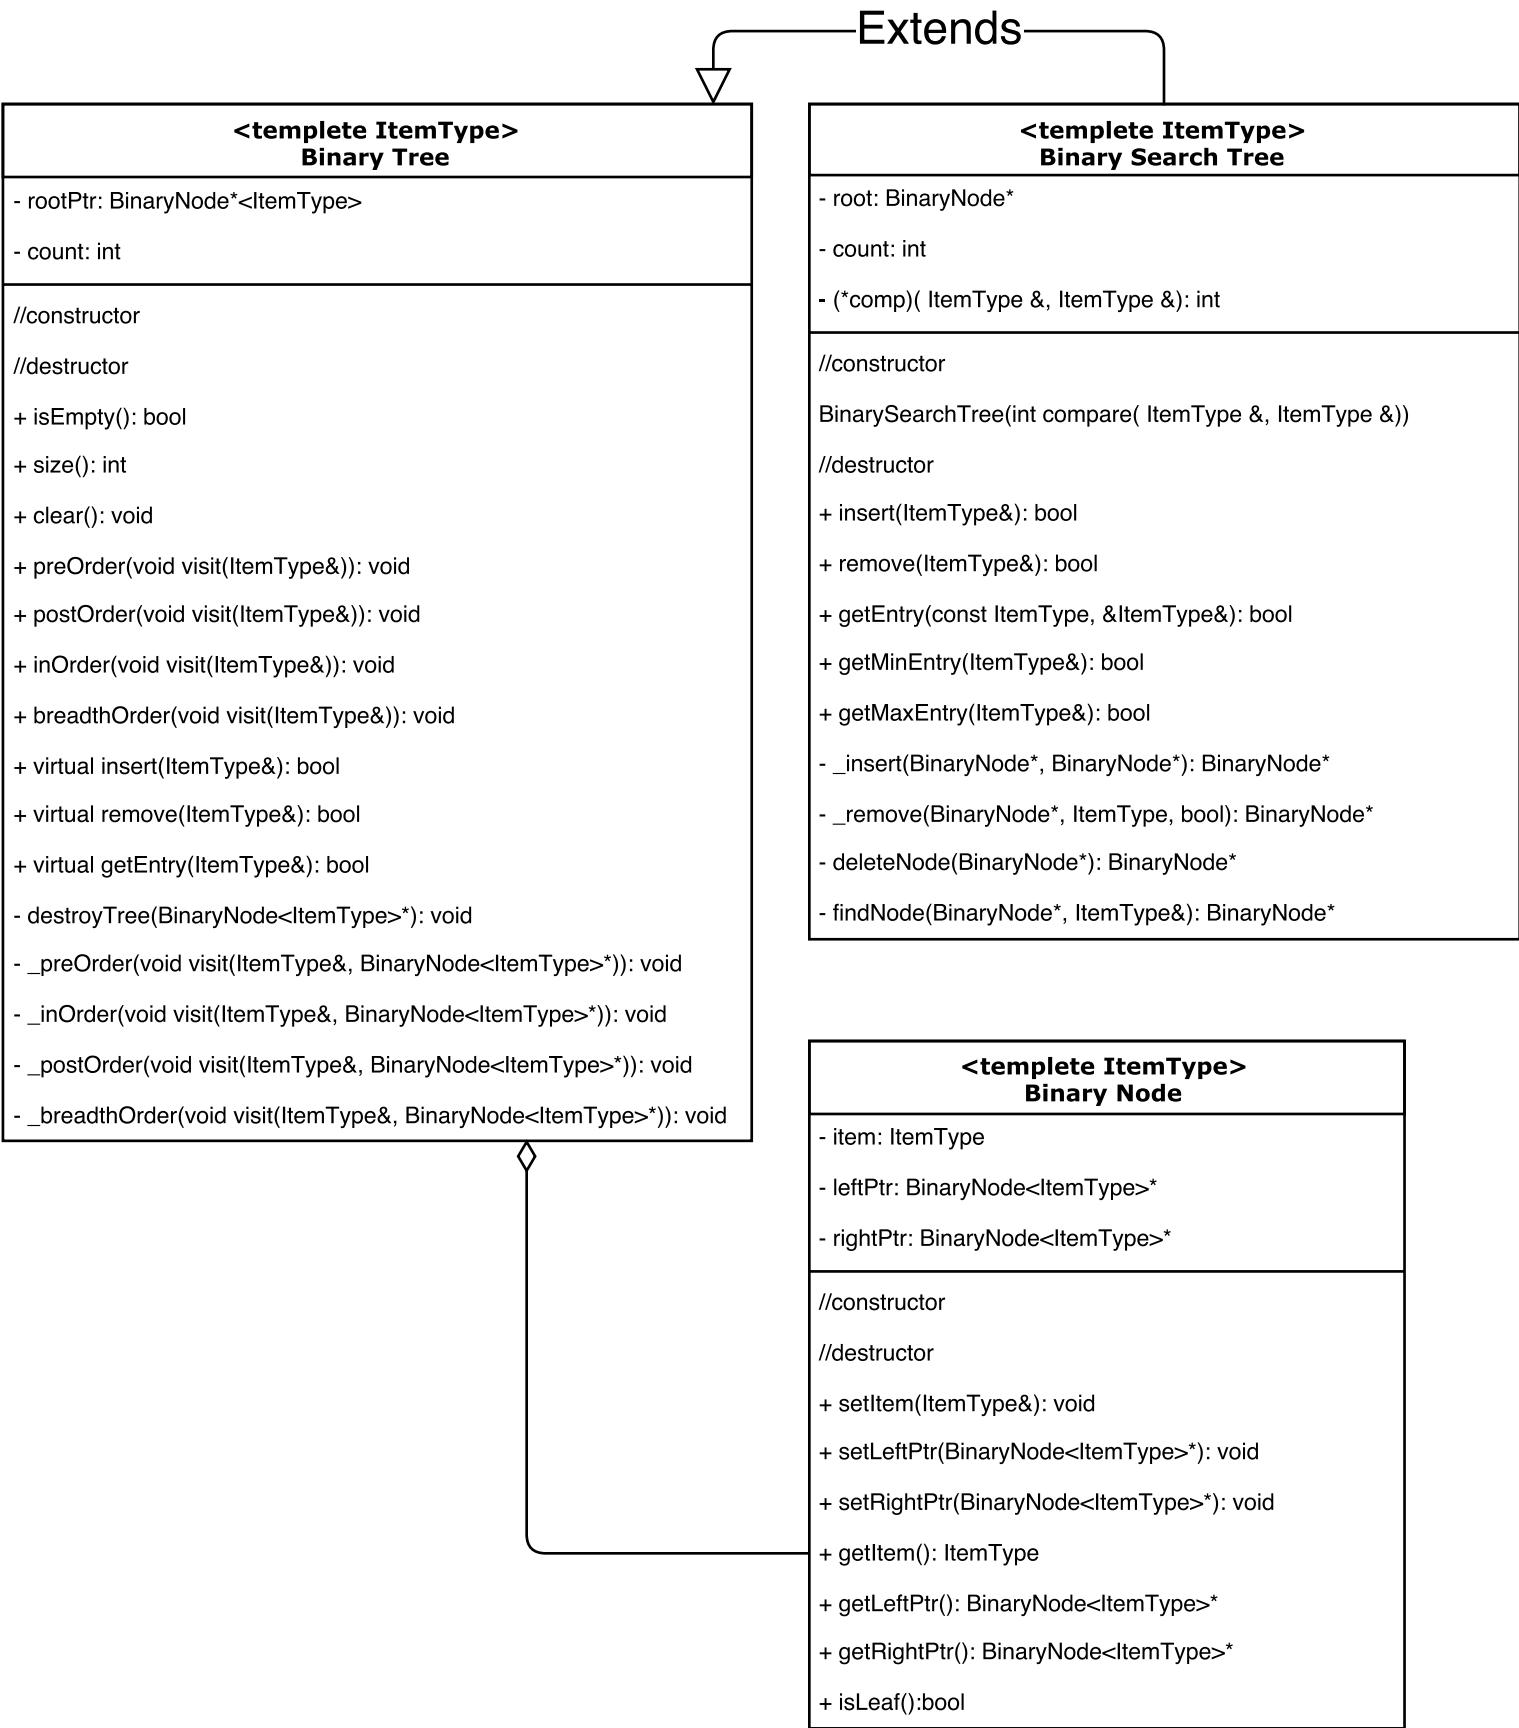 Extends
<templete ItemType>
Binary Tree
- rootPtr: BinaryNode*<ItemType>
- count: int
//constructor
//destructor
+ isEmpty(): bool
+ size(): int
+ clear(): void
+ preOrder(void visit(ItemType&)): void
+ postOrder(void visit(ItemType&)): void
+ inOrder(void visit(ItemType&)): void
+ breadthOrder(void visit(ItemType&)): void
+ virtual insert(ItemType&): bool
+ virtual remove(ItemType&): bool
+ virtual getEntry(ItemType&): bool
- destroyTree(BinaryNode<ItemType>*): void
- _preOrder(void visit(ItemType&, BinaryNode<ItemType>*)): void
- _inOrder(void visit(ItemType&, BinaryNode<ItemType>*)): void
- _postOrder(void visit(ItemType&, BinaryNode<ItemType>*)): void
- _breadthOrder(void visit(ItemType&, BinaryNode<ItemType>*)): void
<templete ItemType>
Binary Search Tree
- root: BinaryNode*
- count: int
- (*comp)( ItemType &, ItemType &): int
//constructor
BinarySearchTree(int compare( ItemType &, ItemType &))
//destructor
+ insert(ItemType&): bool
+ remove(ItemType&): bool
+ getEntry(const ItemType, &ItemType&): bool
+ getMinEntry(ItemType&): bool
+ getMaxEntry(ItemType&): bool
- _insert(BinaryNode*, BinaryNode*): BinaryNode*
- _remove(BinaryNode*, ItemType, bool): BinaryNode*
- deleteNode(BinaryNode*): BinaryNode*
- findNode(BinaryNode*, ItemType&): BinaryNode*
<templete ItemType>
Binary Node
- item: ItemType
- leftPtr: BinaryNode<ItemType>*
- rightPtr: BinaryNode<ItemType>*
//constructor
//destructor
+ setItem(ItemType&): void
+ setLeftPtr(BinaryNode<ItemType>*): void
+ setRightPtr(BinaryNode<ItemType>*): void
+ getItem(): ItemType
+ getLeftPtr(): BinaryNode<ItemType>*
+ getRightPtr(): BinaryNode<ItemType>*
+ isLeaf():bool